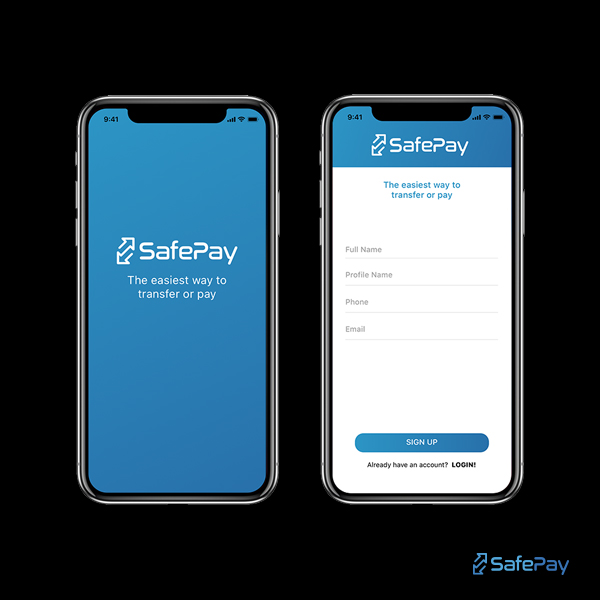 9:41
SafePay
The easiest way to
transfer or pay
9:41
SafePay
The easiest way to
transfer or pay
Full Name
Profile Name
Phone
Email
SIGN UP
Already have an account? LOGIN!
SafePay